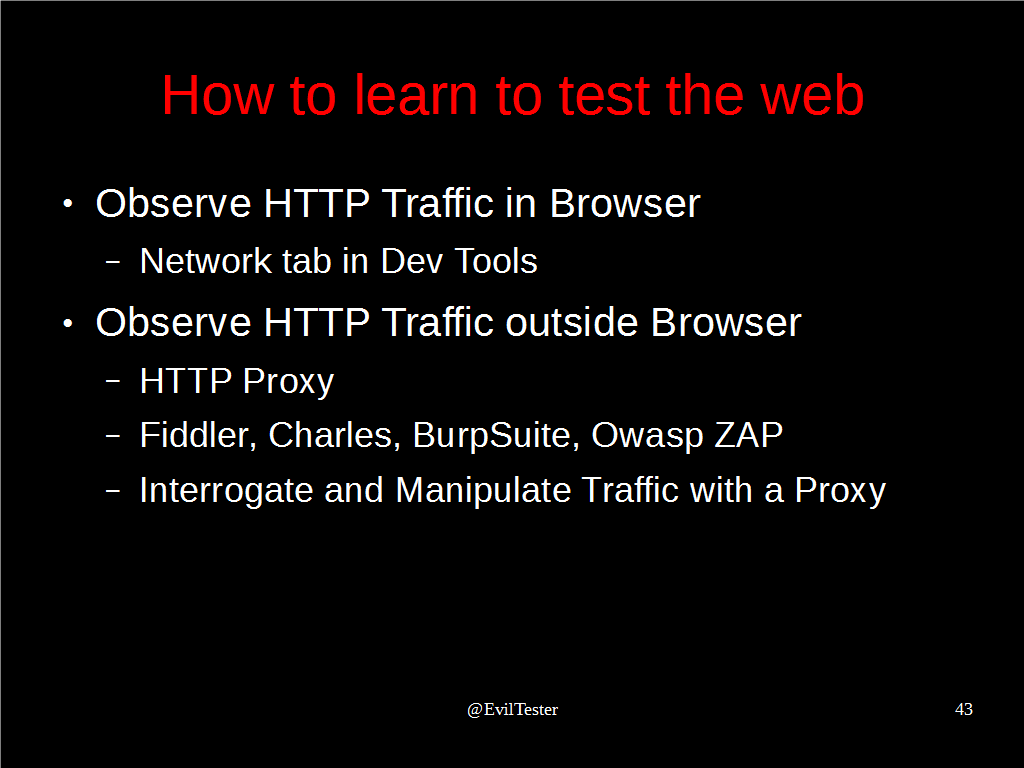 How to learn to test the web
• Observe HTTP Traffic in Browser
– Network tab in Dev Tools
• Observe HTTP Traffic outside Browser
– HTTP Proxy
– Fiddler, Charles, BurpSuite, Owasp ZAP
– Interrogate and Manipulate Traffic with a Proxy
@EvilTester
43